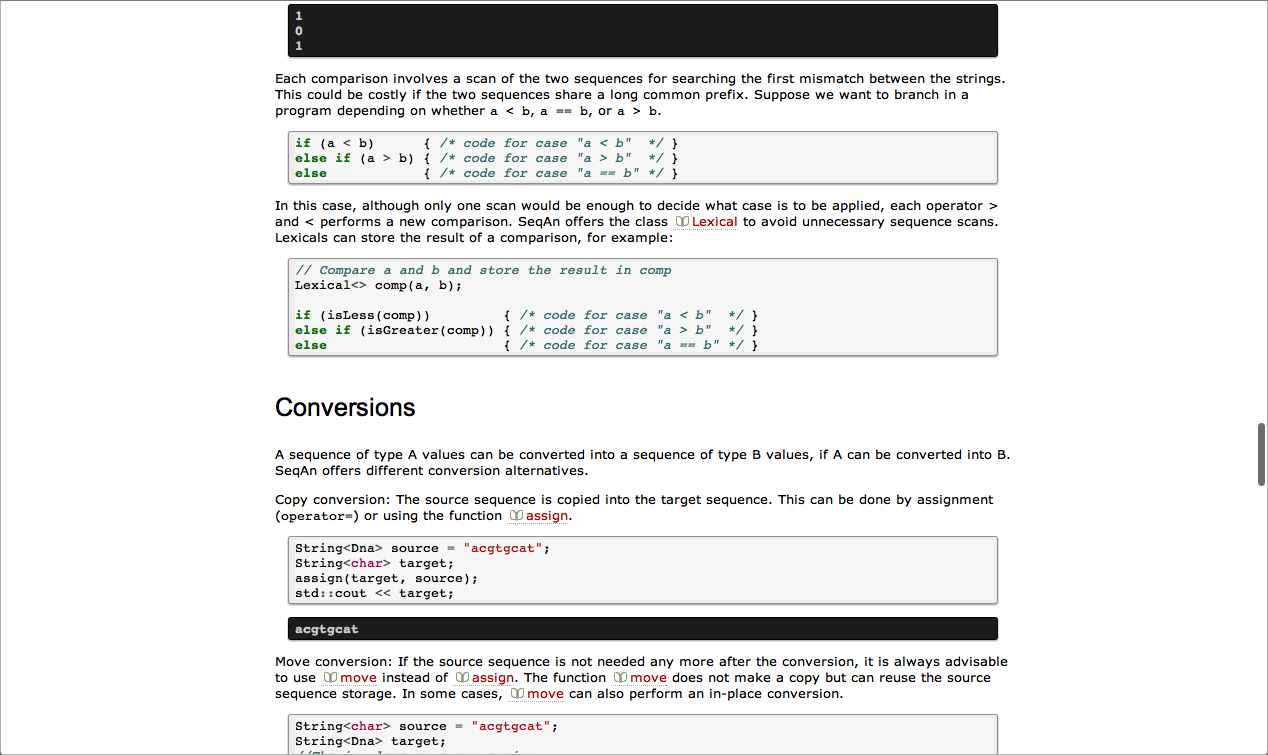 1
0
1
Each comparison involves a scan of the two sequences for searching the first mismatch between the strings.
This could be costly if the two sequences share a long common prefix. Suppose we want to branch in a
program depending on whether a < b, a == b, or a > b.
if (a < b)      { /* code for case "a < b"  */ }
else if (a > b) { /* code for case "a > b"  */ }
else            { /* code for case "a == b" */ }
In this case, although only one scan would be enough to decide what case is to be applied, each operator >
and < performs a new comparison. SeqAn offers the class Lexical to avoid unnecessary sequence scans.
Lexicals can store the result of a comparison, for example:
// Compare a and b and store the result in comp
Lexical<> comp(a, b);
if (isLess(comp))         { /* code for case "a < b"  */ }
else if (isGreater(comp)) { /* code for case "a > b"  */ }
else                      { /* code for case "a == b" */ }
Conversions
A sequence of type A values can be converted into a sequence of type B values, if A can be converted into B.
SeqAn offers different conversion alternatives.
Copy conversion: The source sequence is copied into the target sequence. This can be done by assignment
(operator=) or using the function assign.
String<Dna> source = "acgtgcat";
String<char> target;
assign(target, source);
std::cout << target;
acgtgcat
Move conversion: If the source sequence is not needed any more after the conversion, it is always advisable
to use move instead of assign. The function move does not make a copy but can reuse the source
sequence storage. In some cases, move can also perform an in-place conversion.
String<char> source = "acgtgcat";
String<Dna> target;